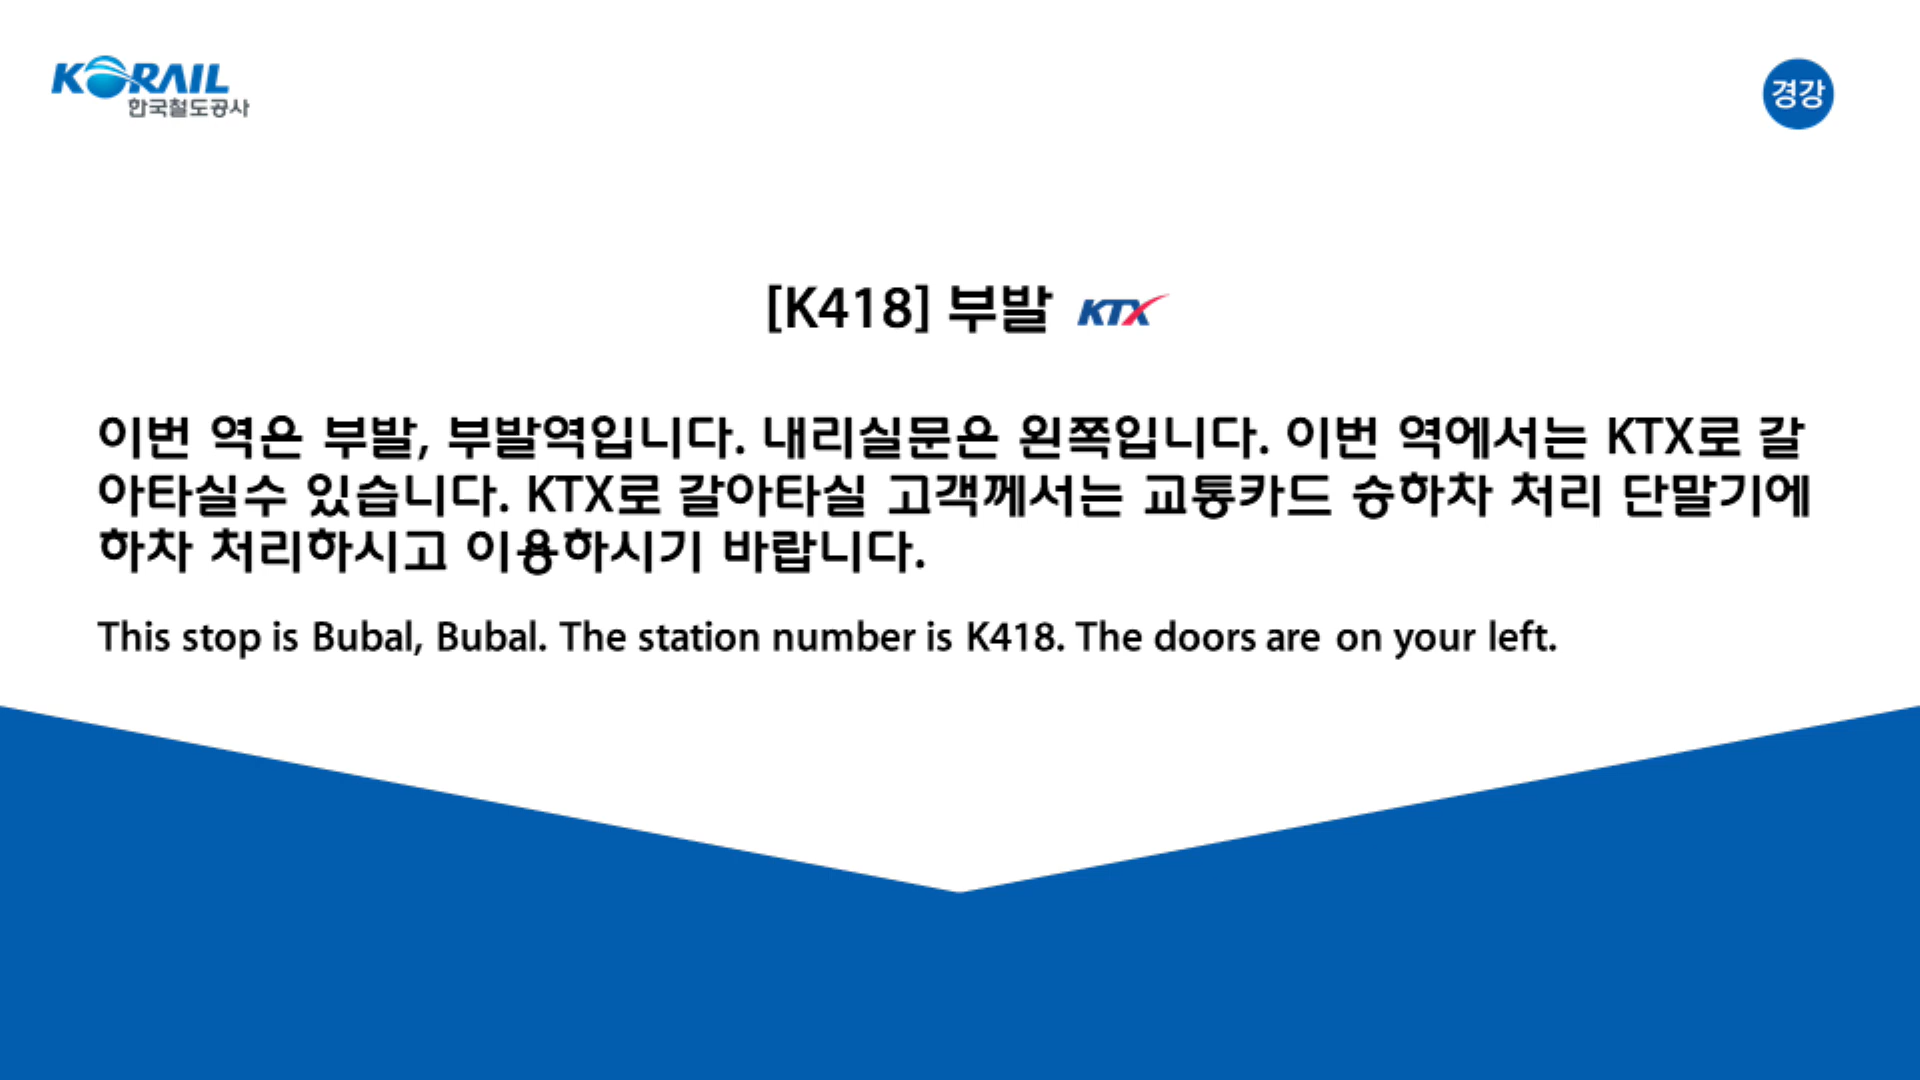 KORAIL
한국철도공사
경강
[K418] 부발 KTX
이번 역은 부발, 부발역입니다. 내리실문은 왼쪽입니다. 이번 역에서는 KTX로 갈
아타실수 있습니다. KTX로 갈아타실 고객께서는 교통카드 승하차 처리 단말기에
하차 처리하시고 이용하시기 바랍니다.
This stop is Bubal, Bubal. The station number is K418. The doors are on your left.